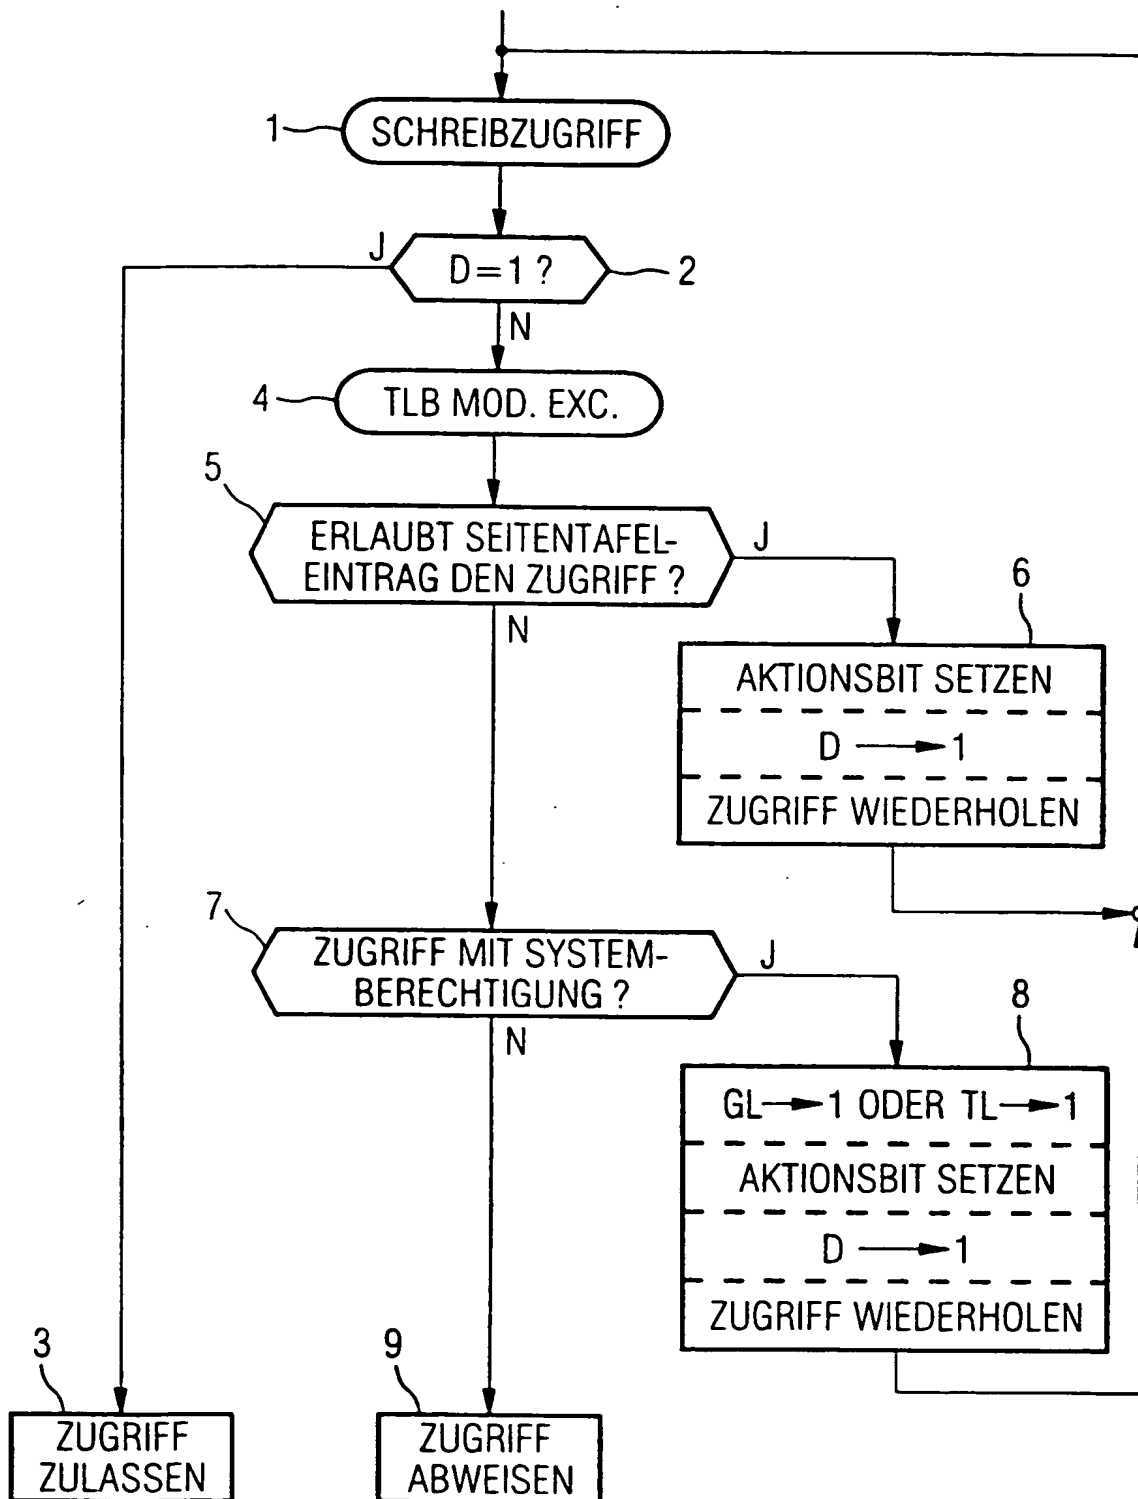 1
SCHREIBZUGRIFF
J
D=1 ?
2
N
4
TLB MOD. EXC.
5
ERLAUBT SEITENTAFEL-
EINTRAG DEN ZUGRIFF ?
J
N
6
AKTIONSBIT SETZEN
D → 1
ZUGRIFF WIEDERHOLEN
7
ZUGRIFF MIT SYSTEM-
BERECHTIGUNG ?
J
N
8
GL→1 ODER TL→1
AKTIONSBIT SETZEN
D → 1
ZUGRIFF WIEDERHOLEN
3
ZUGRIFF
ZULASSEN
9
ZUGRIFF
ABWEISEN